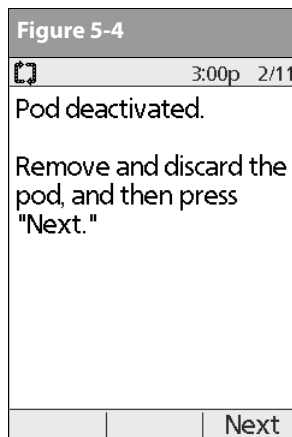 Figure 5-4
3:00p 2/11
Pod deactivated.
Remove and discard the
pod, and then press
"Next."
Next